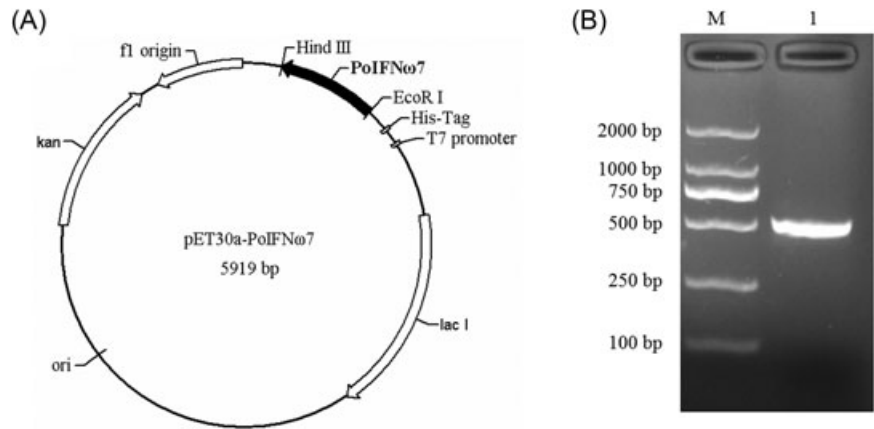 (A)
f1 origin
Hind III
PoIFNω7
EcoR I
His-Tag
T7 promoter
kan
pET30a-PoIFNω7
5919 bp
lac I
ori
(B)
M 1
2000 bp
1000 bp
750 bp
500 bp
250 bp
100 bp